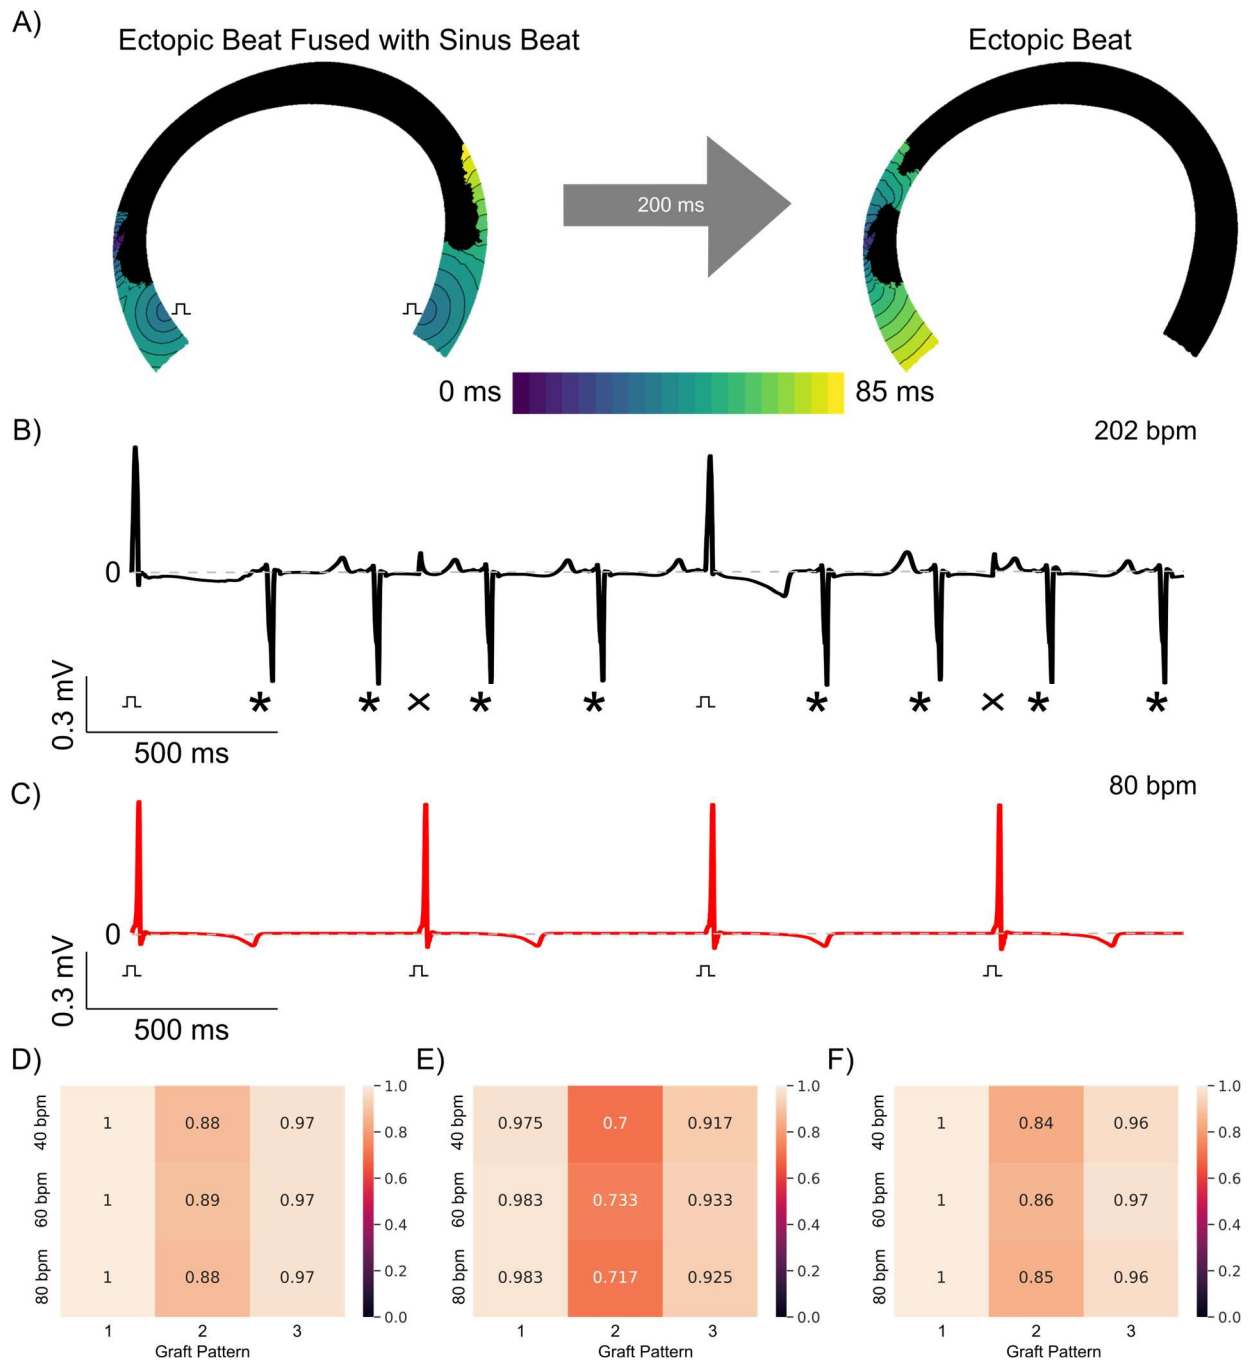 A)
Ectopic Beat Fused with Sinus Beat
Ectopic Beat
200 ms
0 ms
85 ms
B)
202 bpm
0
0.3 mV
* * × * * * * × * *
500 ms
C)
80 bpm
0
0.3 mV
500 ms
D)
40 bpm
1 0.88 0.97
60 bpm
1 0.89 0.97
80 bpm
1 0.88 0.97
1 2 3
Graft Pattern
1.0
0.8
0.6
0.4
0.2
0.0
E)
40 bpm
0.975 0.7 0.917
60 bpm
0.983 0.733 0.933
80 bpm
0.983 0.717 0.925
1 2 3
Graft Pattern
1.0
0.8
0.6
0.4
0.2
0.0
F)
40 bpm
1 0.84 0.96
60 bpm
1 0.86 0.97
80 bpm
1 0.85 0.96
1 2 3
Graft Pattern
1.0
0.8
0.6
0.4
0.2
0.0